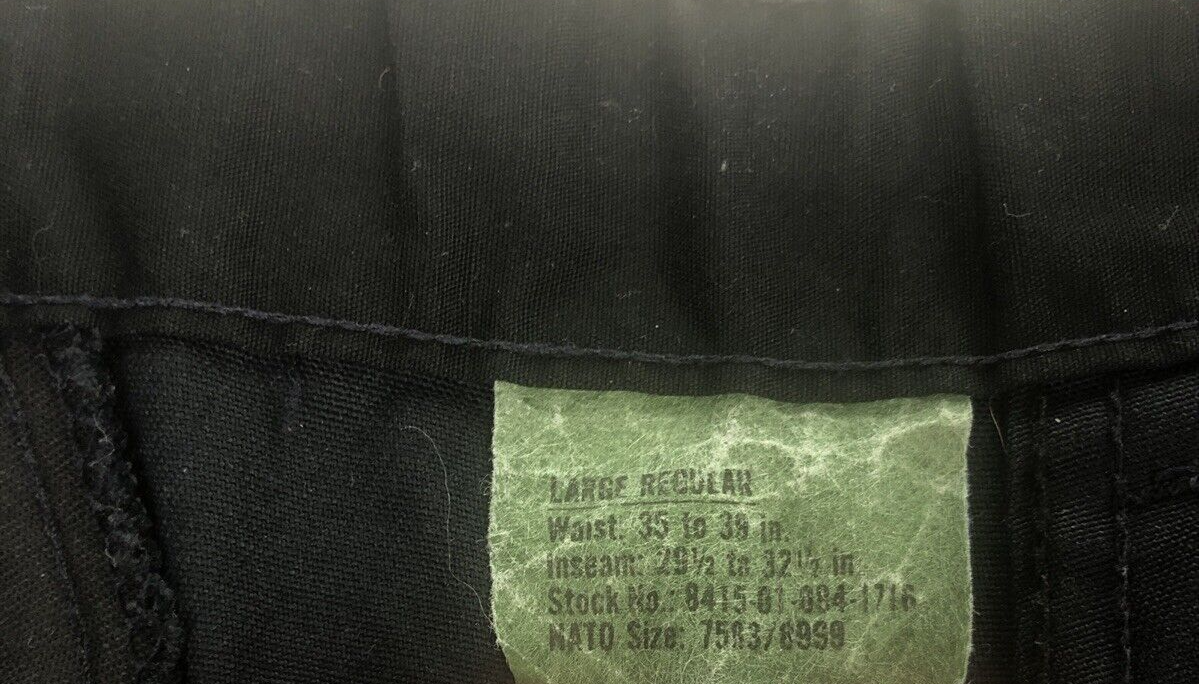 LARGE REGULAR
Waist: 35 to 39 in.
Inseam: 29½ to 32½ in.
Stock No.: 8415-01-084-1716
NATO Size: 7583/8999